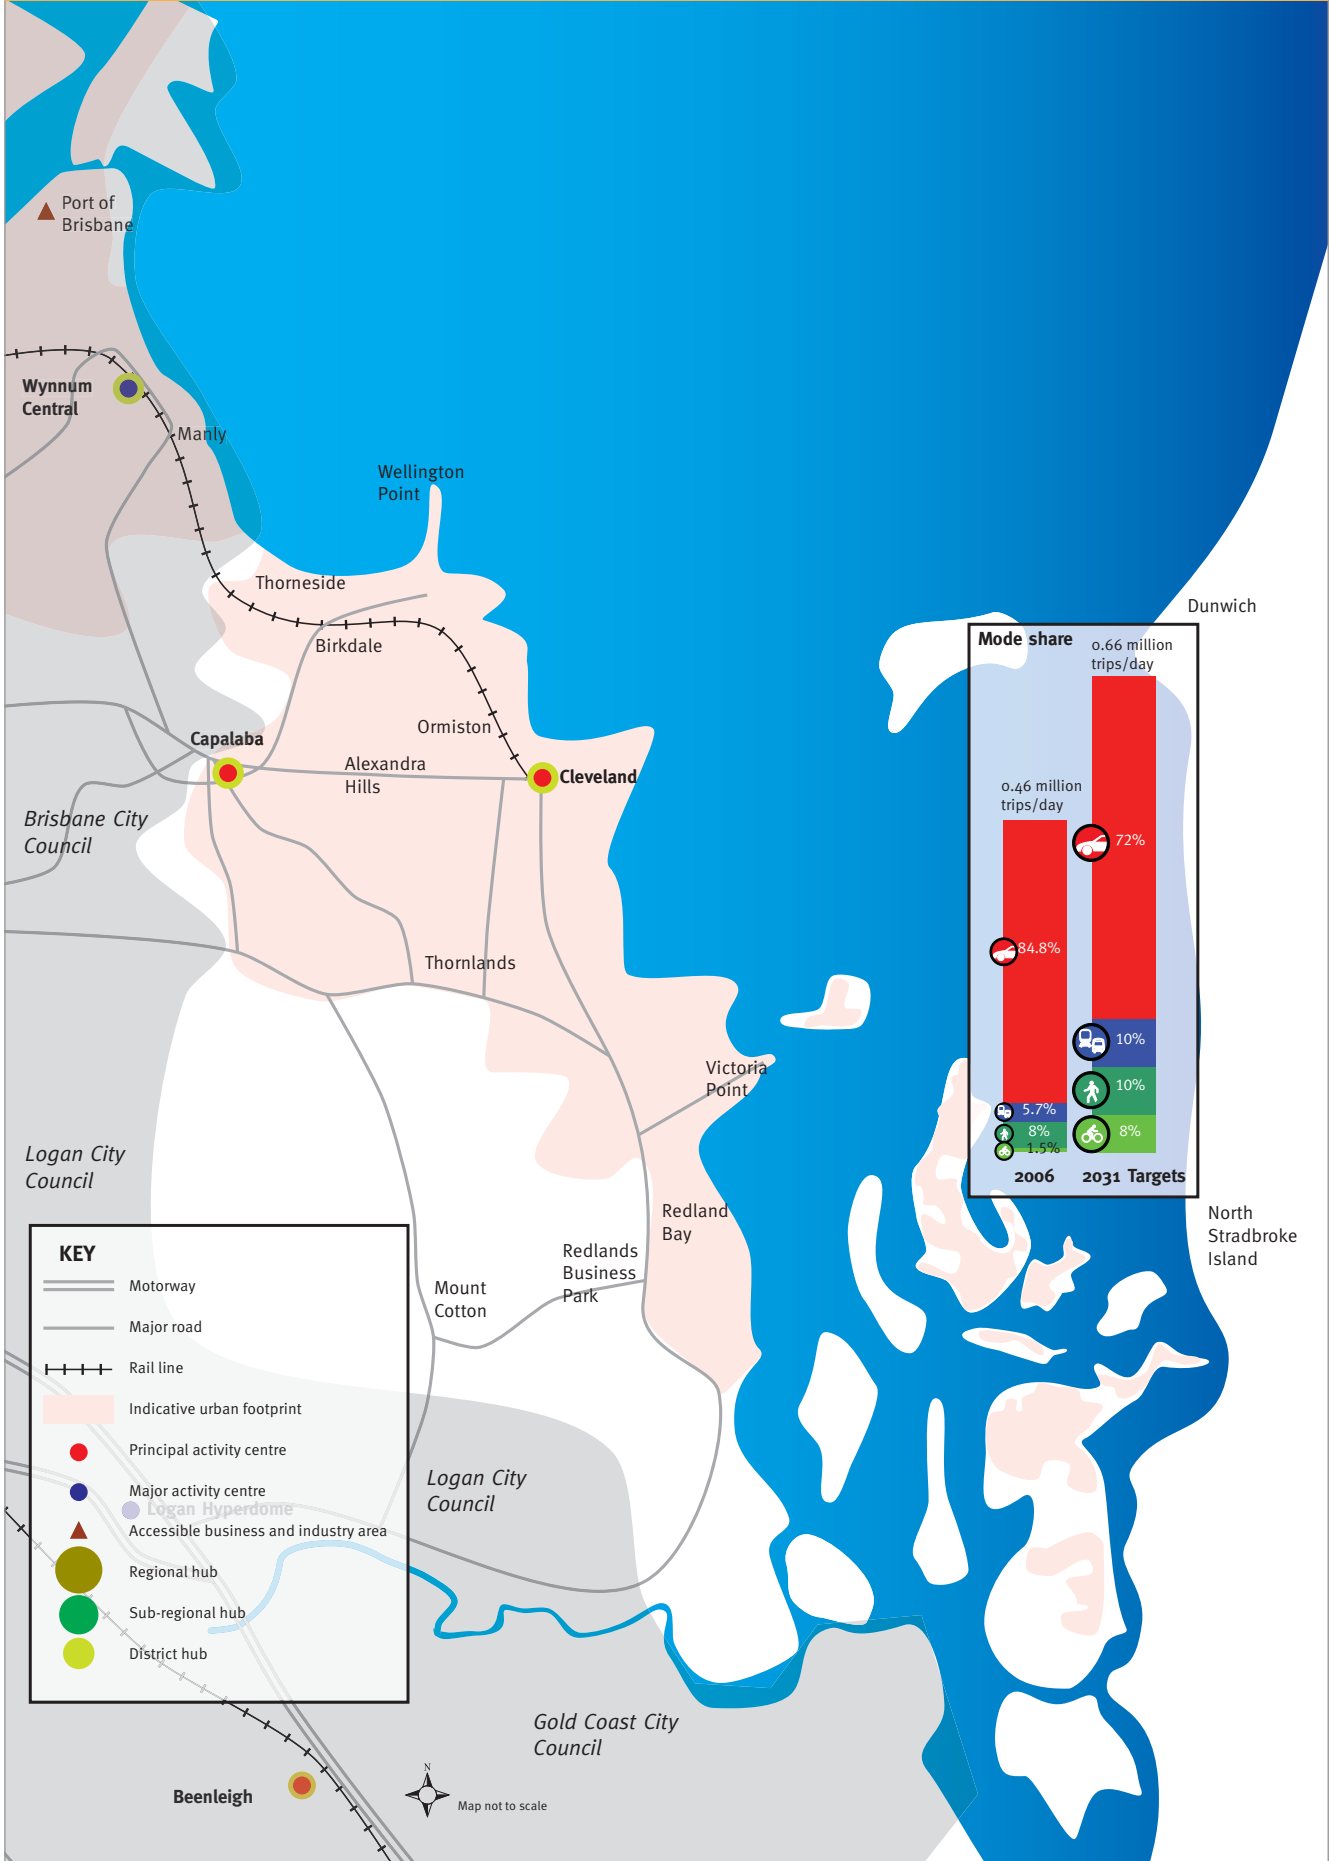 Port of
Brisbane
Wynnum
Central
Manly
Wellington
Point
Thorneside
Birkdale
Dunwich
Mode share
0.66 million
trips/day
Ormiston
Capalaba
Alexandra
Hills
Cleveland
0.46 million
trips/day
Brisbane City
Council
72%
84.8%
Thornlands
10%
Victoria
Point
10%
5.7%
8%
8%
1.5%
2006
2031 Targets
Logan City
Council
Redland
Bay
North
Stradbroke
Island
Redlands
Business
Park
Mount
Cotton
KEY
Motorway
Major road
Rail line
Indicative urban footprint
Principal activity centre
Major activity centre
Logan Hyperdome
Accessible business and industry area
Regional hub
Sub-regional hub
District hub
Logan City
Council
Gold Coast City
Council
Beenleigh
N
Map not to scale